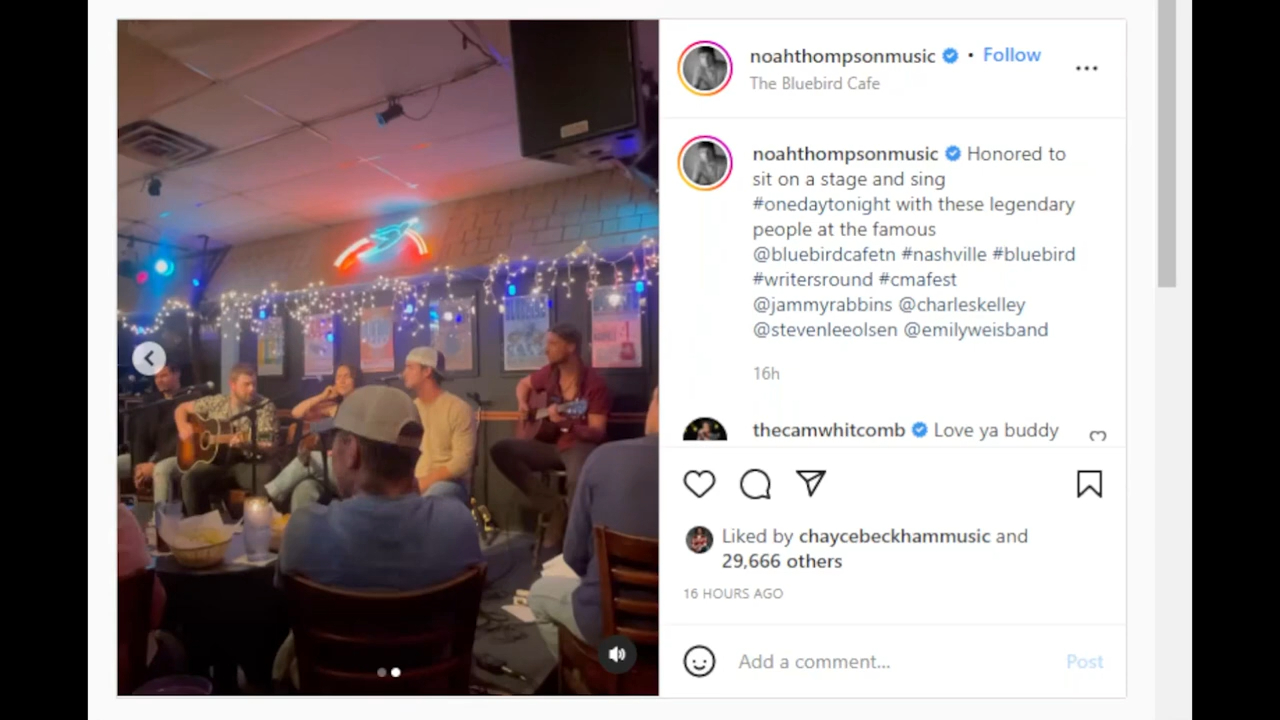 noahthompsonmusic • Follow
The Bluebird Cafe
noahthompsonmusic Honored to
sit on a stage and sing
#onedaytonight with these legendary
people at the famous
@bluebirdcafetn #nashville #bluebird
#writersround #cmafest
@jammyrabbins @charleskelley
@stevenleeolsen @emilyweisband
16h
thecamwhitcomb Love ya buddy
Liked by chaycebeckhammusic and
29,666 others
16 HOURS AGO
Add a comment... Post